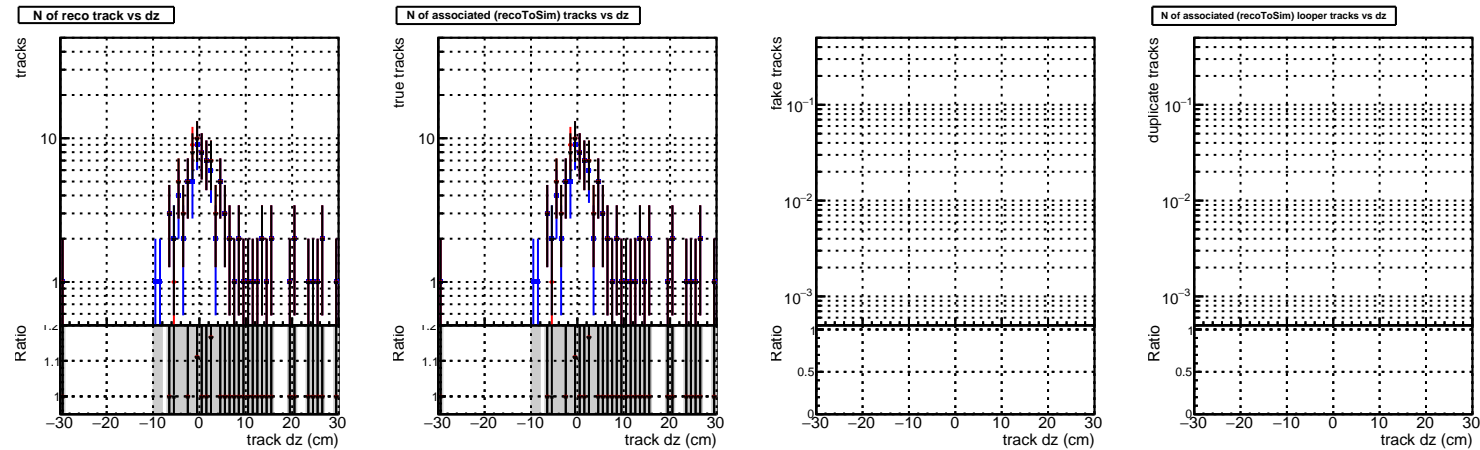 N of reco track vs dz
tracks
10
1
Ratio
1.2
1.1
1
−30 −20 −10 0 10 20 30
track dz (cm)
N of associated (recoToSim) tracks vs dz
true tracks
10
1
Ratio
1.2
1.1
1
−30 −20 −10 0 10 20 30
track dz (cm)
fake tracks
10−1
10−2
10−3
Ratio
1
0.5
0
−30 −20 −10 0 10 20 30
track dz (cm)
N of associated (recoToSim) looper tracks vs dz
duplicate tracks
10−1
10−2
10−3
Ratio
1
0.5
0
−30 −20 −10 0 10 20 30
track dz (cm)